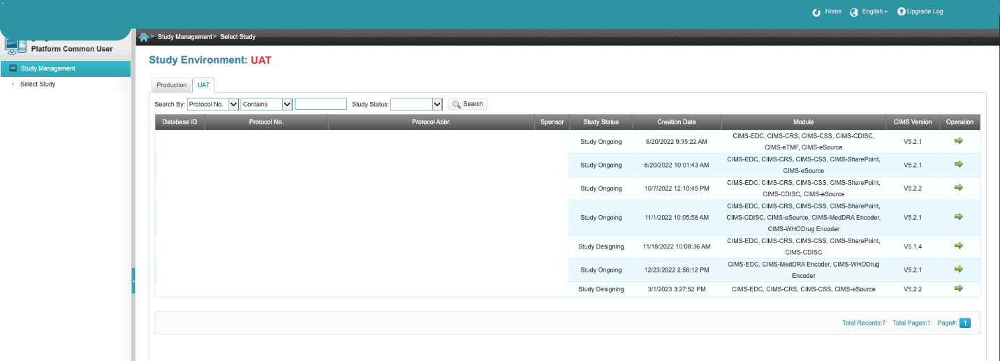 Home English Upgrade Log
Study Management> Select Study
Platform Common User
Study Management
Select Study
Study Environment: UAT
Production UAT
Search By: Protocol No. Contains Study Status: Search
Database ID Protocol No. Protocol Abbr. Sponsor Study Status Creation Date Module CIMS Version Operation
Study Ongoing 6/20/2022 9:35:22 AM CIMS-EDC, CIMS-CRS, CIMS-CSS, CIMS-CDISC, V5.2.1
CIMS-eTMF, CIMS-eSource
Study Ongoing 6/20/2022 10:01:43 AM CIMS-EDC, CIMS-CRS, CIMS-CSS, CIMS-SharePoint, V5.2.1
CIMS-eSource
Study Ongoing 10/7/2022 12:10:45 PM CIMS-EDC, CIMS-CRS, CIMS-CSS, CIMS-SharePoint, V5.2.2
CIMS-CDISC, CIMS-eSource
CIMS-EDC, CIMS-CRS, CIMS-CSS, CIMS-SharePoint,
Study Ongoing 11/1/2022 10:05:58 AM CIMS-CDISC, CIMS-eSource, CIMS-MedDRA Encoder, V5.2.1
CIMS-WHODrug Encoder
Study Designing 11/18/2022 10:08:36 AM CIMS-EDC, CIMS-CRS, CIMS-CSS, CIMS-SharePoint, V5.1.4
CIMS-CDISC
Study Ongoing 12/23/2022 2:56:12 PM CIMS-EDC, CIMS-MedDRA Encoder, CIMS-WHODrug V5.2.1
Encoder
Study Designing 3/1/2023 3:27:52 PM CIMS-EDC, CIMS-CRS, CIMS-CSS, CIMS-eSource V5.2.2
Total Records:7 Total Pages:1 Page#: 1